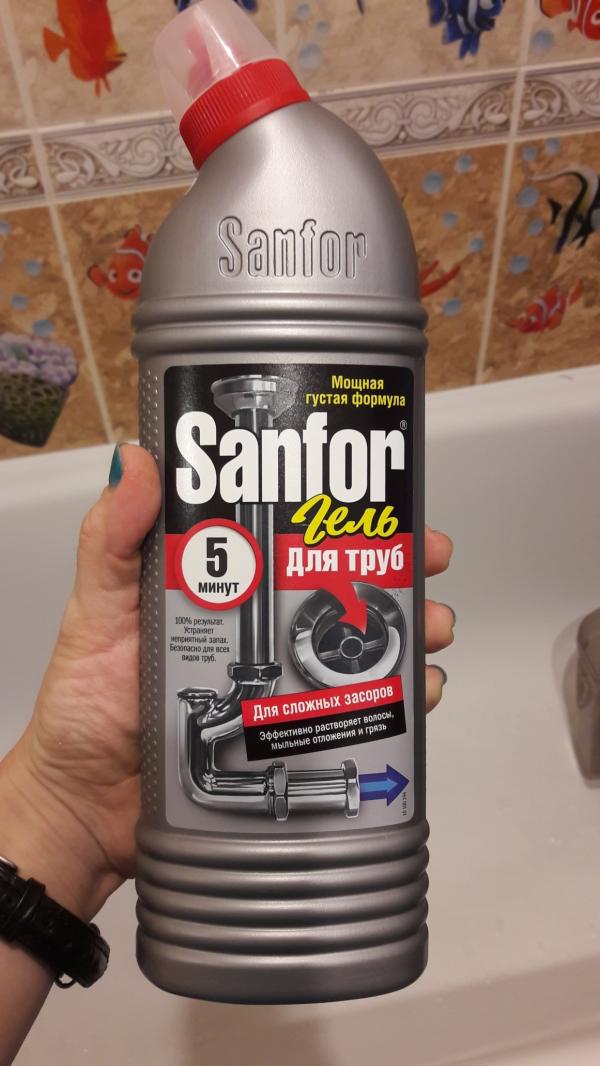 Sanfor
Мощная
густая формула
Sanfor®
Гель
5
минут
Для труб
100% результат.
Устраняет
неприятный запах.
Безопасно для всех
видов труб.
Для сложных засоров
Эффективно растворяет волосы,
мыльные отложения и грязь